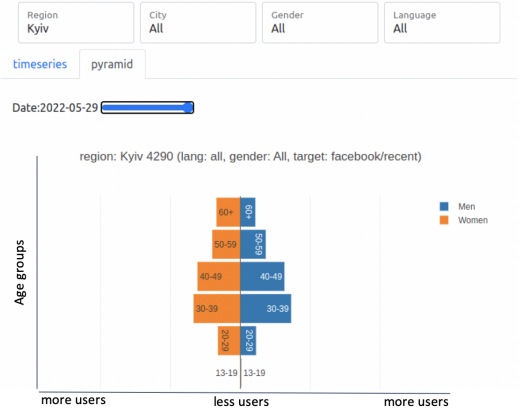 Region
Kyiv
City
All
Gender
All
Language
All
timeseries
pyramid
Date:2022-05-29
region: Kyiv 4290 (lang: all, gender: All, target: facebook/recent)
Men
Women
Age groups
60+ 60+
50-59 50-59
40-49 40-49
30-39 30-39
20-29 20-29
13-19 13-19
more users less users more users